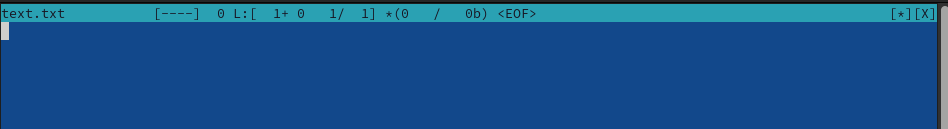 text.txt [----] 0 L:[ 1+ 0 1/ 1] *(0 / 0b) <EOF> [*][X]